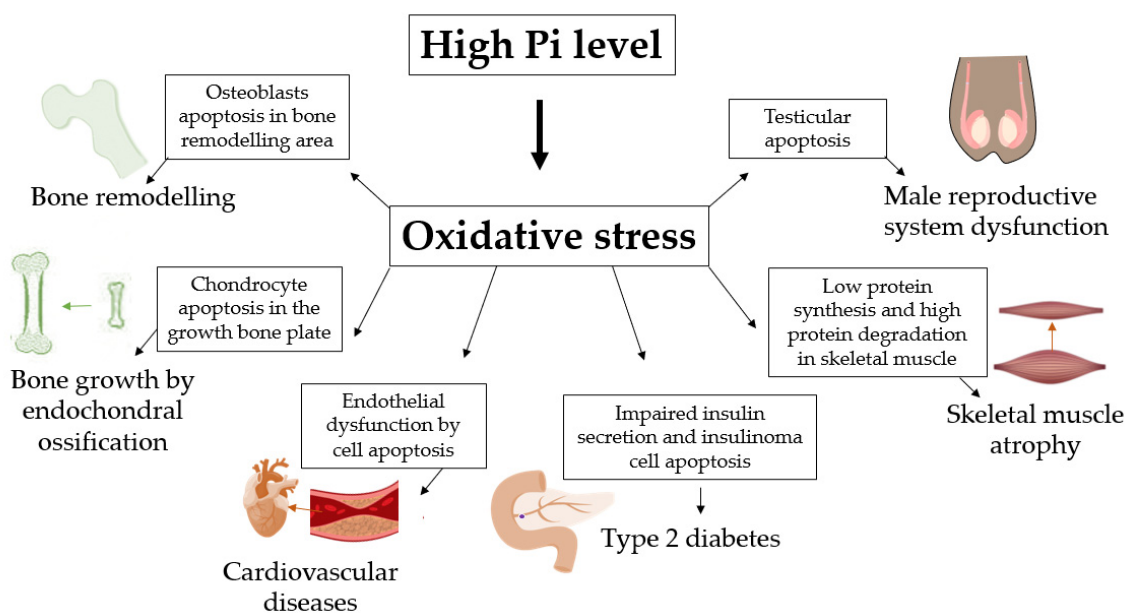 High Pi level
Osteoblasts
apoptosis in bone
remodelling area
Bone remodelling
Testicular
apoptosis
Male reproductive
system dysfunction
Oxidative stress
Chondrocyte
apoptosis in the
growth bone plate
Bone growth by
endochondral
ossification
Low protein
synthesis and high
protein degradation
in skeletal muscle
Skeletal muscle
atrophy
Endothelial
dysfunction by
cell apoptosis
Cardiovascular
diseases
Impaired insulin
secretion and insulinoma
cell apoptosis
Type 2 diabetes